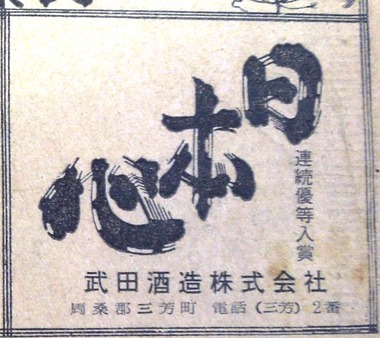 日本心
連続優等入賞
武田酒造株式会社
周桑郡三芳町 電話(三芳)2番